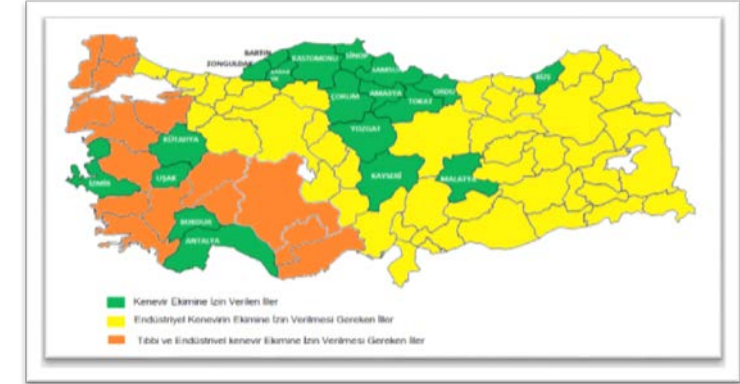 BARTIN
ZONGULDAK
KASTOMONU
SİNOP
SAMSUN
ÇORUM
AMASYA
ORDU
TOKAT
RİZE
YOZGAT
KÜTAHYA
UŞAK
İZMİR
KAYSERİ
MALATYA
BURDUR
ANTALYA
Kenevir Ekimine İzin Verilen İller
Endüstriyel Kenevirin Ekimine İzin Verilmesi Gereken İller
Tıbbi ve Endüstriyel kenevir Ekimine İzin Verilmesi Gereken İller